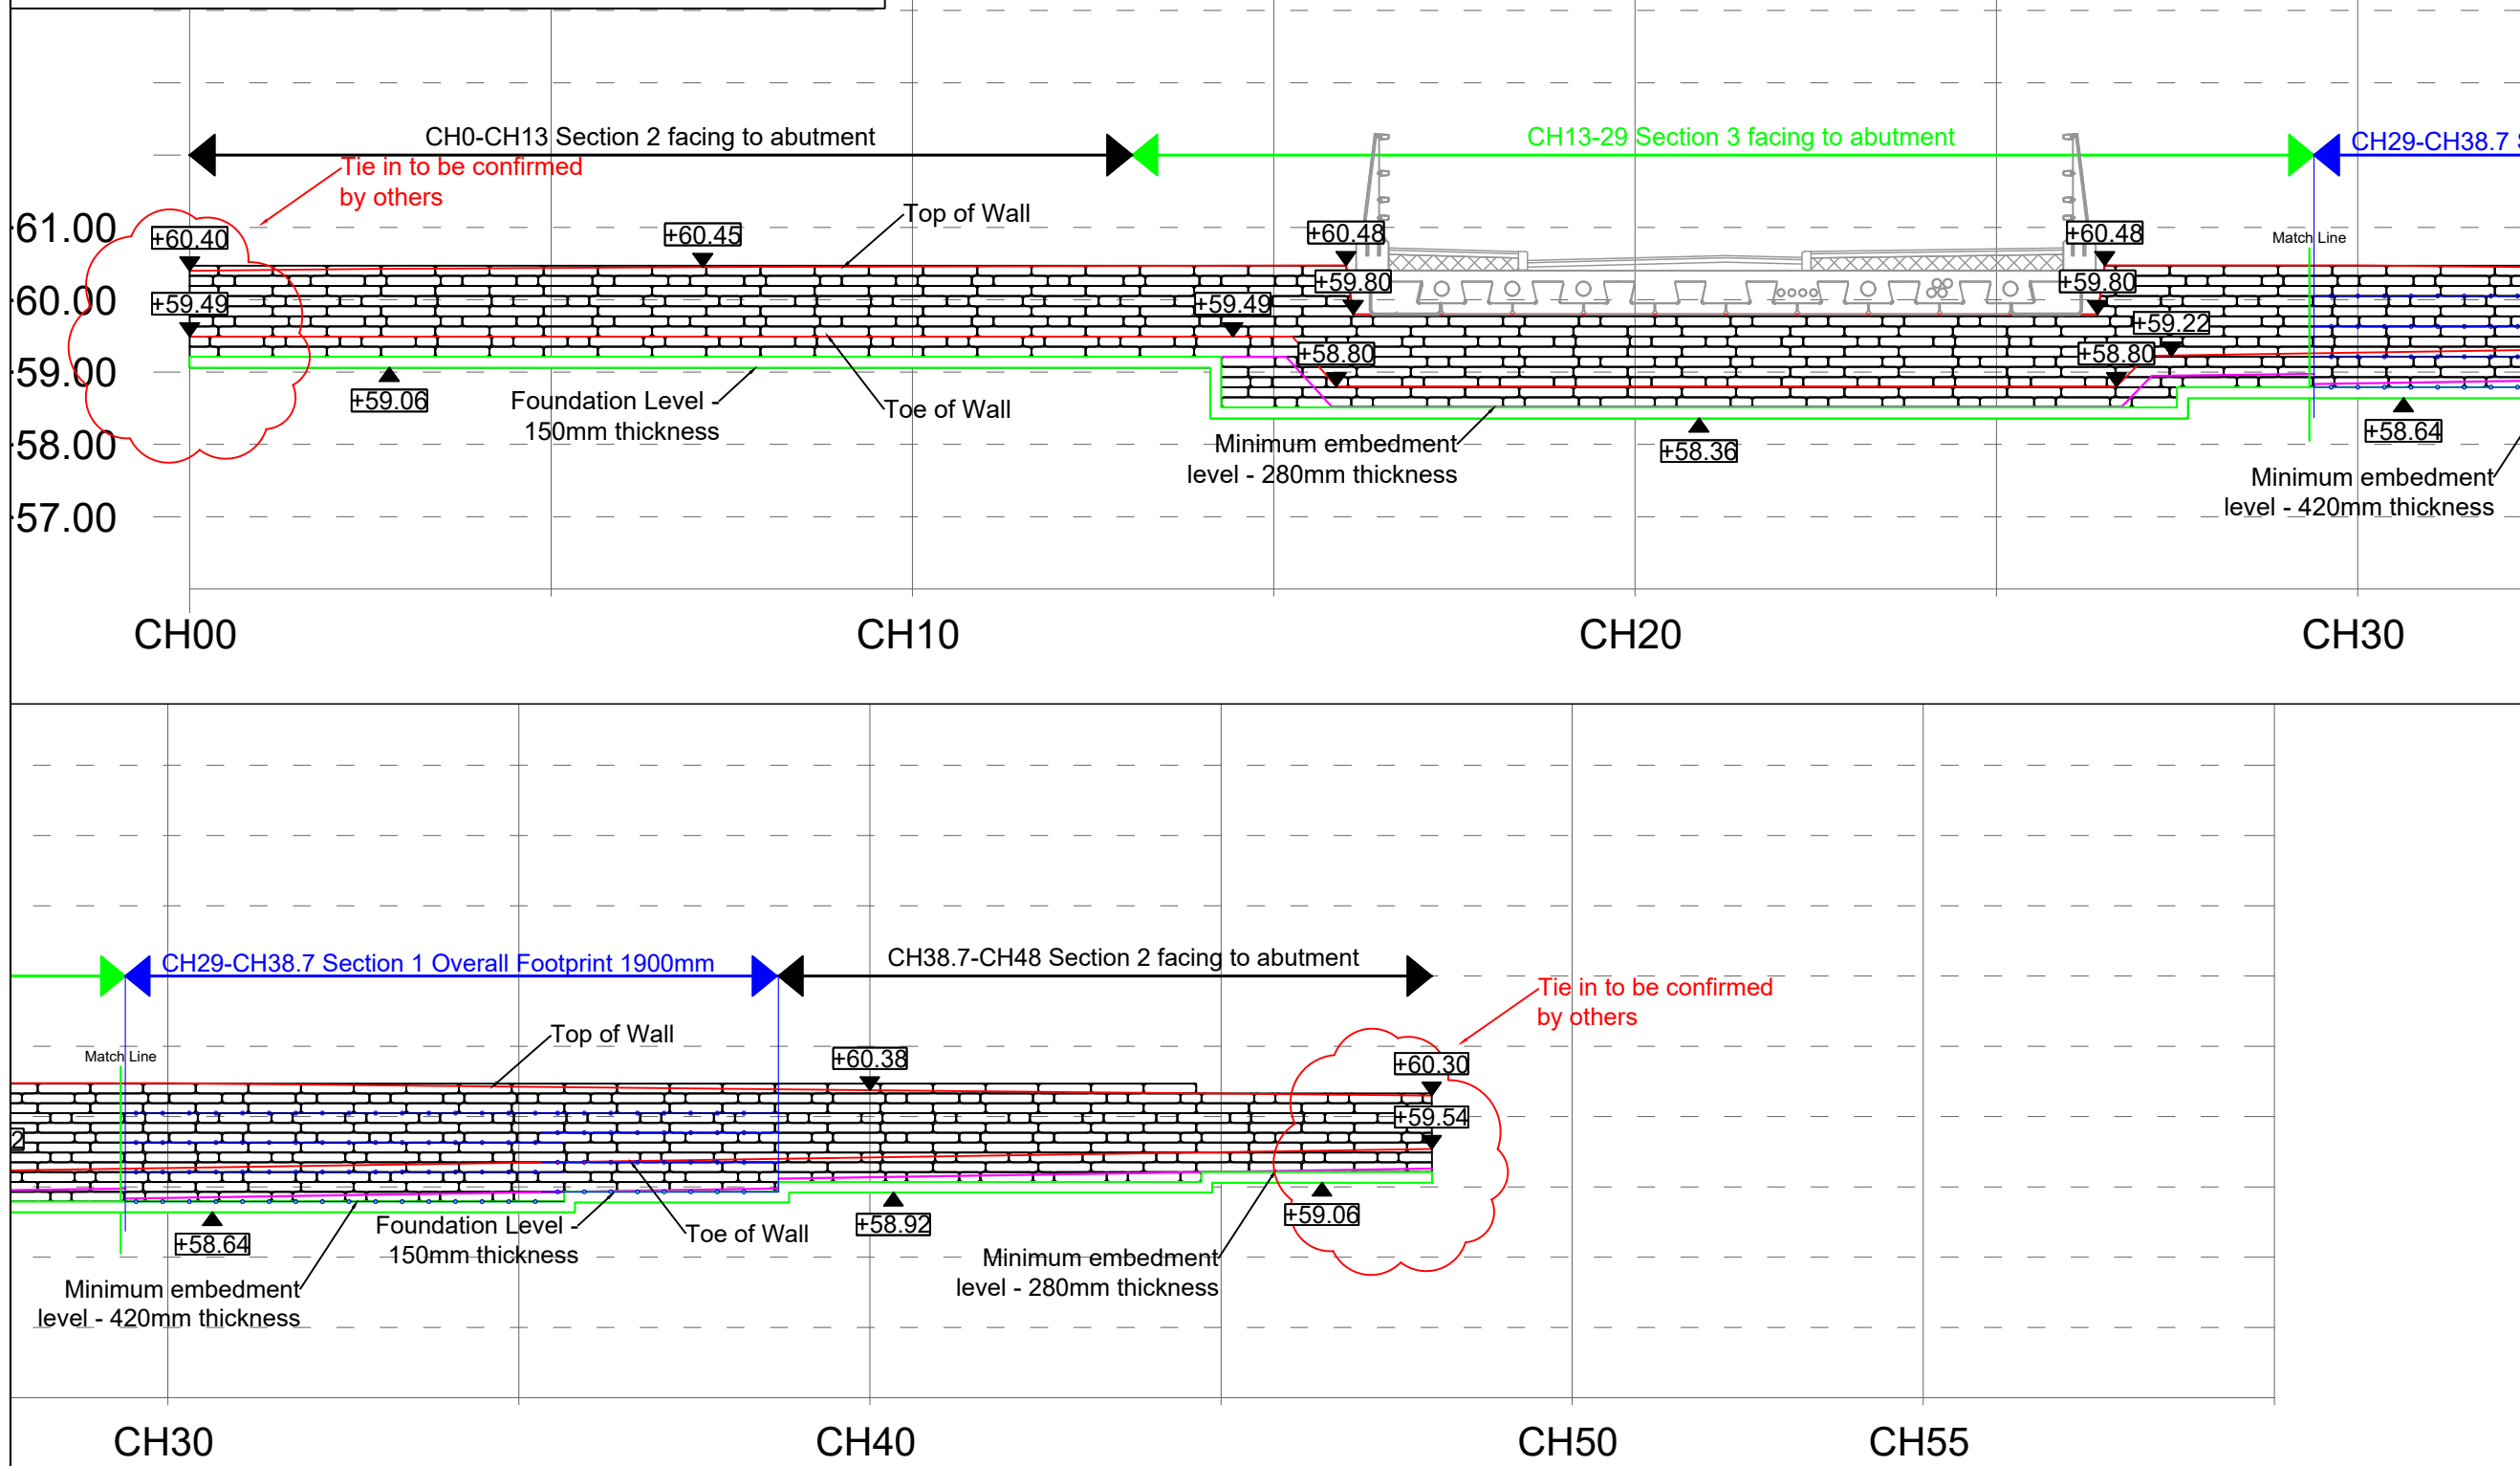 CH0-CH13 Section 2 facing to abutment
CH13-29 Section 3 facing to abutment
CH29-CH38.7
Tie in to be confirmed
by others
61.00
60.00
59.00
58.00
57.00
+60.40
+59.49
+59.06
+60.45
Top of Wall
Foundation Level -
150mm thickness
Toe of Wall
+59.49
+60.48
+59.80
+58.80
Minimum embedment
level - 280mm thickness
+58.36
+60.48
+59.80
+59.22
+58.80
Match Line
+58.64
Minimum embedment
level - 420mm thickness
CH00
CH10
CH20
CH30
CH29-CH38.7 Section 1 Overall Footprint 1900mm
CH38.7-CH48 Section 2 facing to abutment
Tie in to be confirmed
by others
Match Line
Top of Wall
+60.38
+60.30
+59.54
2
+58.64
Foundation Level -
150mm thickness
Toe of Wall
+58.92
+59.06
Minimum embedment
level - 420mm thickness
Minimum embedment
level - 280mm thickness
CH30
CH40
CH50
CH55